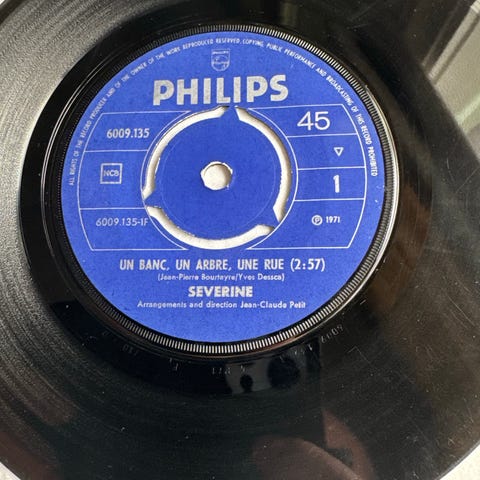 ALL RIGHTS OF THE RECORD PRODUCER AND OF THE OWNER OF THE WORK REPRODUCED RESERVED. COPYING, PUBLIC PERFORMANCE AND BROADCASTING OF THIS RECORD PROHIBITED
PHILIPS
PHILIPS
6009.135
45
NCB
1
6009.135-1F
℗ 1971
UN BANC, UN ARBRE, UNE RUE (2:57)
(Jean-Pierre Bourtayre/Yves Dessca)
SEVERINE
Arrangements and direction Jean-Claude Petit